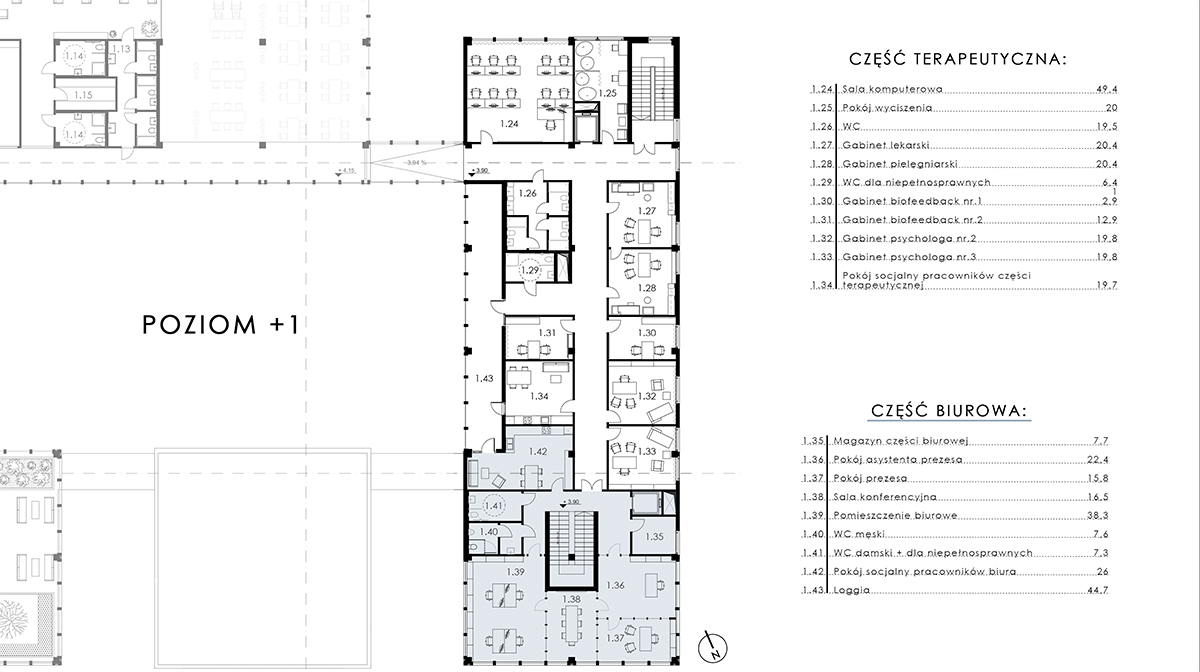 CZĘŚĆ TERAPEUTYCZNA:
1.24 Sala komputerowa 49,4
1.25 Pokój wyciszenia 20
1.26 WC 19,5
1.27 Gabinet lekarski 20,4
1.28 Gabinet pielęgniarski 20,4
1.29 WC dla niepełnosprawnych 6,4
1
1.30 Gabinet biofeedback nr.1 2,9
1.31 Gabinet biofeedback nr.2 12,9
1.32 Gabinet psychologa nr.2 19,8
1.33 Gabinet psychologa nr.3 19,8
Pokój socjalny pracowników części
1.34 terapeutycznej 19,7
CZĘŚĆ BIUROWA:
1.35 Magazyn części biurowej 7,7
1.36 Pokój asystenta prezesa 22,4
1.37 Pokój prezesa 15,8
1.38 Sala konferencyjna 16,5
1.39 Pomieszczenie biurowe 38,3
1.40 WC męski 7,6
1.41 WC damski + dla niepełnosprawnych 7,3
1.42 Pokój socjalny pracowników biura 26
1.43 Loggia 44,7
POZIOM +1
1.13
1.14
1.15
1.14
1.24
1.25
3,94 %
+4.15
+3.90
1.26
1.27
1.29
1.28
1.31
1.30
1.43
1.34
1.32
1.42
1.33
1.41
+3.90
1.40
1.35
1.39
1.36
1.38
1.37
N